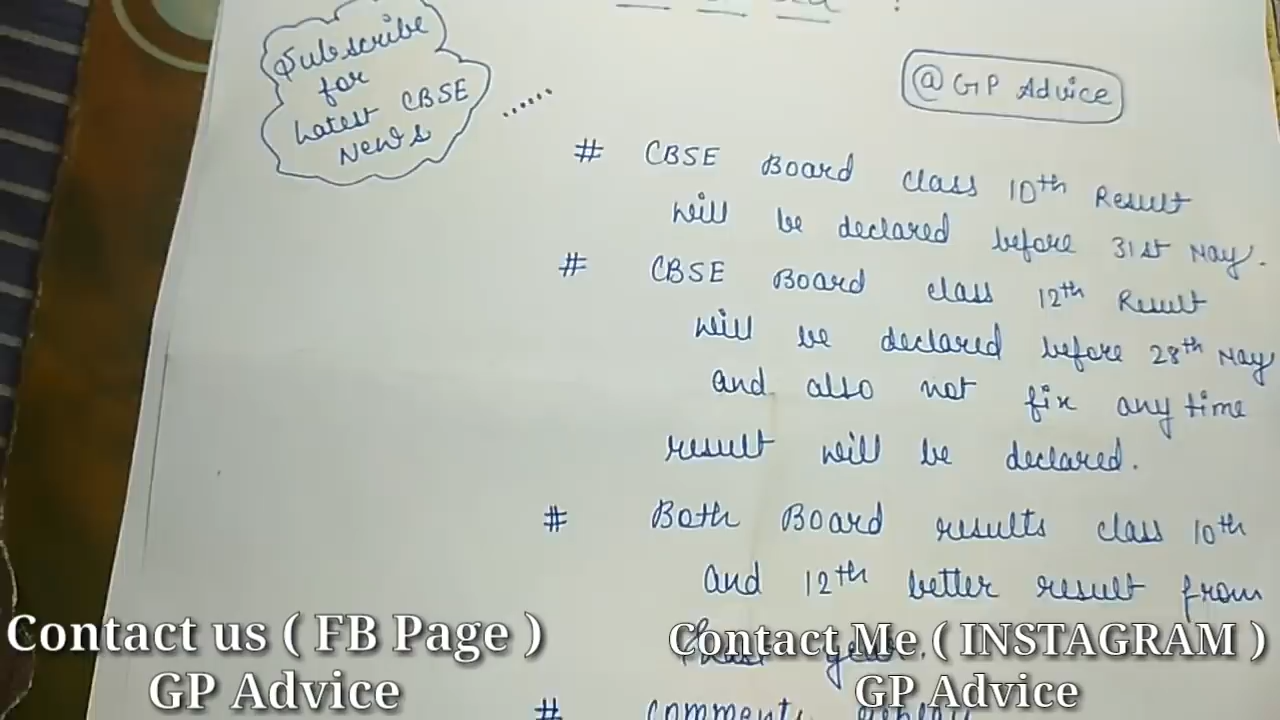 Subscribe
for
Latest CBSE
News
@ GP Advice
# CBSE Board class 10th Result
will be declared before 31st May.
# CBSE Board class 12th Result
will be declared before 28th May
and also not fix any time
result will be declared.
# Both Board results class 10th
and 12th better result from
year.
# Comments
Contact us ( FB Page )
GP Advice
Contact Me ( INSTAGRAM )
GP Advice